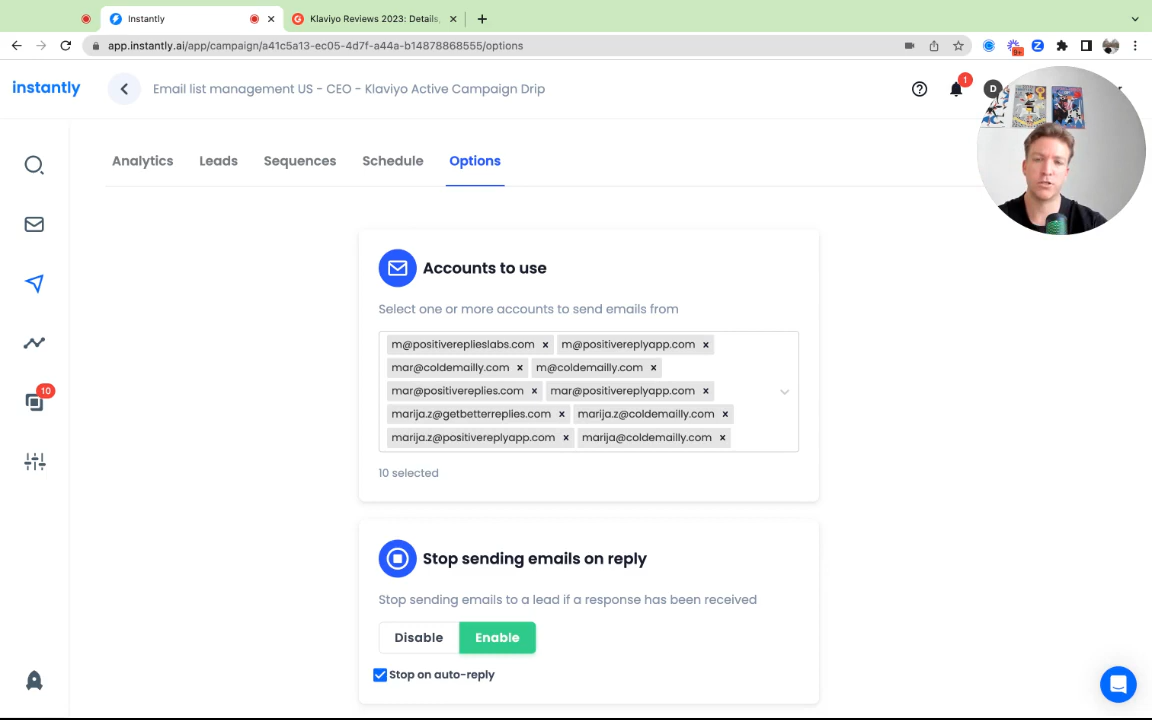 Instantly
Klaviyo Reviews 2023: Details,
app.instantly.ai/app/campaign/a41c5a13-ec05-4d7f-a44a-b14878868555/options
8+
Z
instantly
Email list management US - CEO - Klaviyo Active Campaign Drip
1
D
Analytics
Leads
Sequences
Schedule
Options
Accounts to use
Select one or more accounts to send emails from
m@positivereplieslabs.com ×
m@positivereplyapp.com ×
mar@coldemailly.com ×
m@coldemailly.com ×
mar@positivereplies.com ×
mar@positivereplyapp.com ×
marija.z@getbetterreplies.com ×
marija.z@coldemailly.com ×
marija.z@positivereplyapp.com ×
marija@coldemailly.com ×
10
10 selected
Stop sending emails on reply
Stop sending emails to a lead if a response has been received
Disable
Enable
Stop on auto-reply